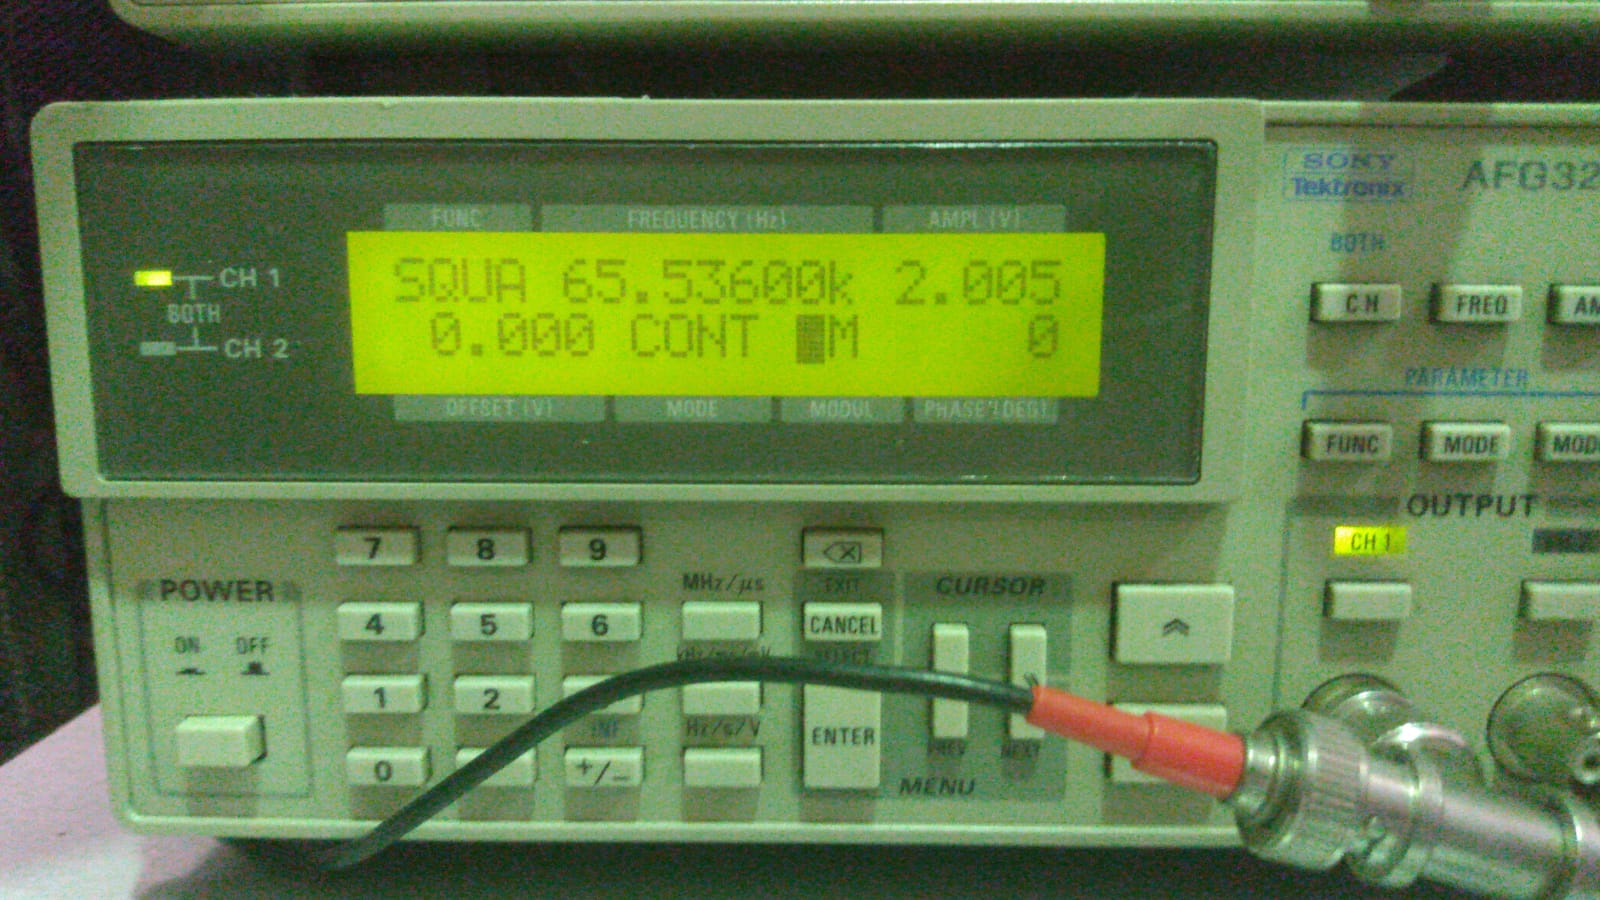 SONY
Tektronix
AFG32
FUNC FREQUENCY (Hz) AMPL (V)
SQUA 65.53600k 2.005
0.000 CONT M 0
OFFSET (V) MODE MODUL PHASE (DEG)
CH 1
BOTH
CH 2
BOTH
CH FREQ AM
PARAMETER
FUNC MODE MOD
OUTPUT
CH 1
POWER
ON OFF
7 8 9
4 5 6
1 2
0 +/−
MHz/μs
Hz/s/V
EXIT
CANCEL
SELECT
ENTER
CURSOR
PREV NEXT
MENU